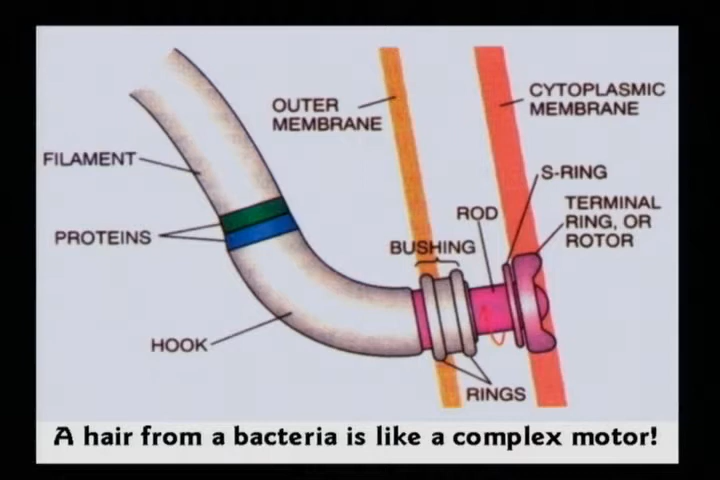 OUTER
MEMBRANE
CYTOPLASMIC
MEMBRANE
FILAMENT
S-RING
TERMINAL
RING, OR
ROTOR
ROD
PROTEINS
BUSHING
HOOK
RINGS
A hair from a bacteria is like a complex motor!